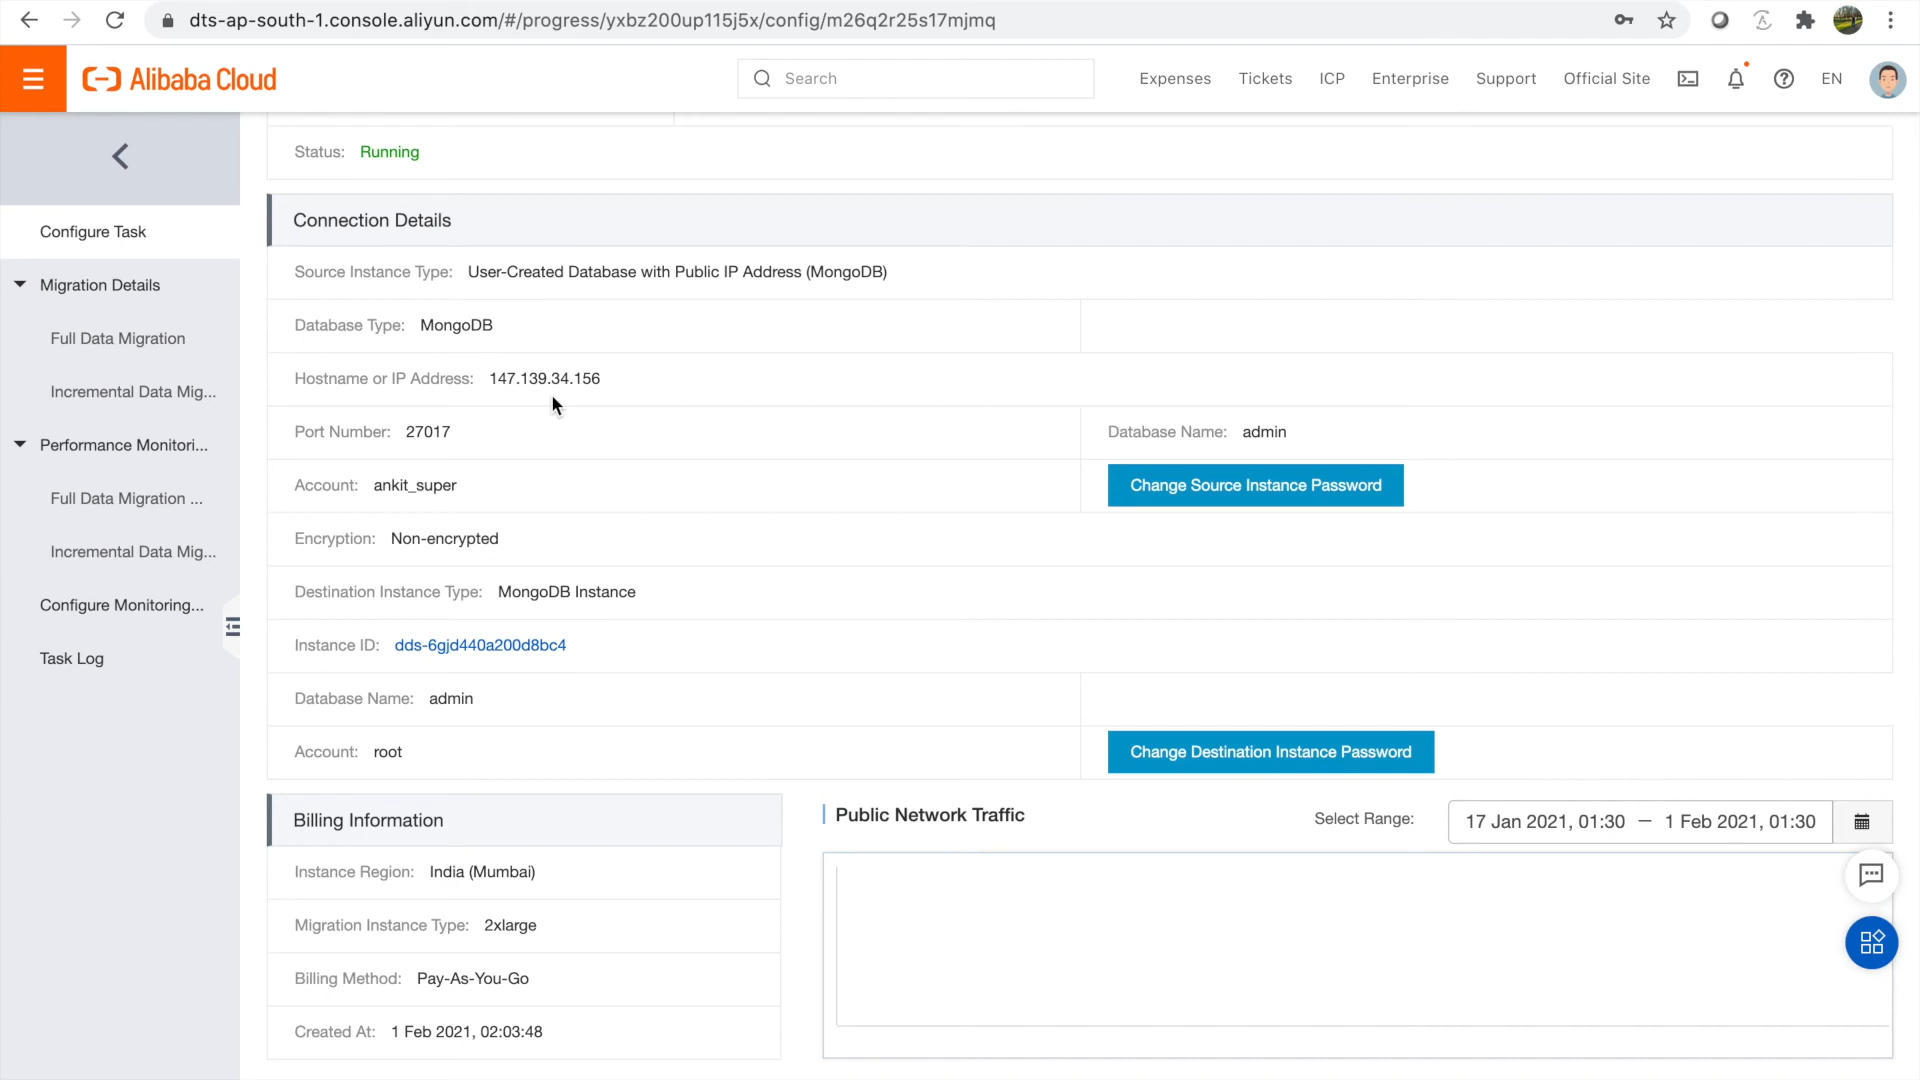 dts-ap-south-1.console.aliyun.com/#/progress/yxbz200up115j5x/config/m26q2r25s17mjmq
Alibaba Cloud
Search
Expenses
Tickets
ICP
Enterprise
Support
Official Site
EN
Configure Task
Migration Details
Full Data Migration
Incremental Data Mig...
Performance Monitori...
Full Data Migration ...
Incremental Data Mig...
Configure Monitoring...
Task Log
Status: Running
Connection Details
Source Instance Type: User-Created Database with Public IP Address (MongoDB)
Database Type: MongoDB
Hostname or IP Address: 147.139.34.156
Port Number: 27017
Database Name: admin
Account: ankit_super
Change Source Instance Password
Encryption: Non-encrypted
Destination Instance Type: MongoDB Instance
Instance ID: dds-6gjd440a200d8bc4
Database Name: admin
Account: root
Change Destination Instance Password
Billing Information
Instance Region: India (Mumbai)
Migration Instance Type: 2xlarge
Billing Method: Pay-As-You-Go
Created At: 1 Feb 2021, 02:03:48
Public Network Traffic
Select Range:
17 Jan 2021, 01:30 — 1 Feb 2021, 01:30